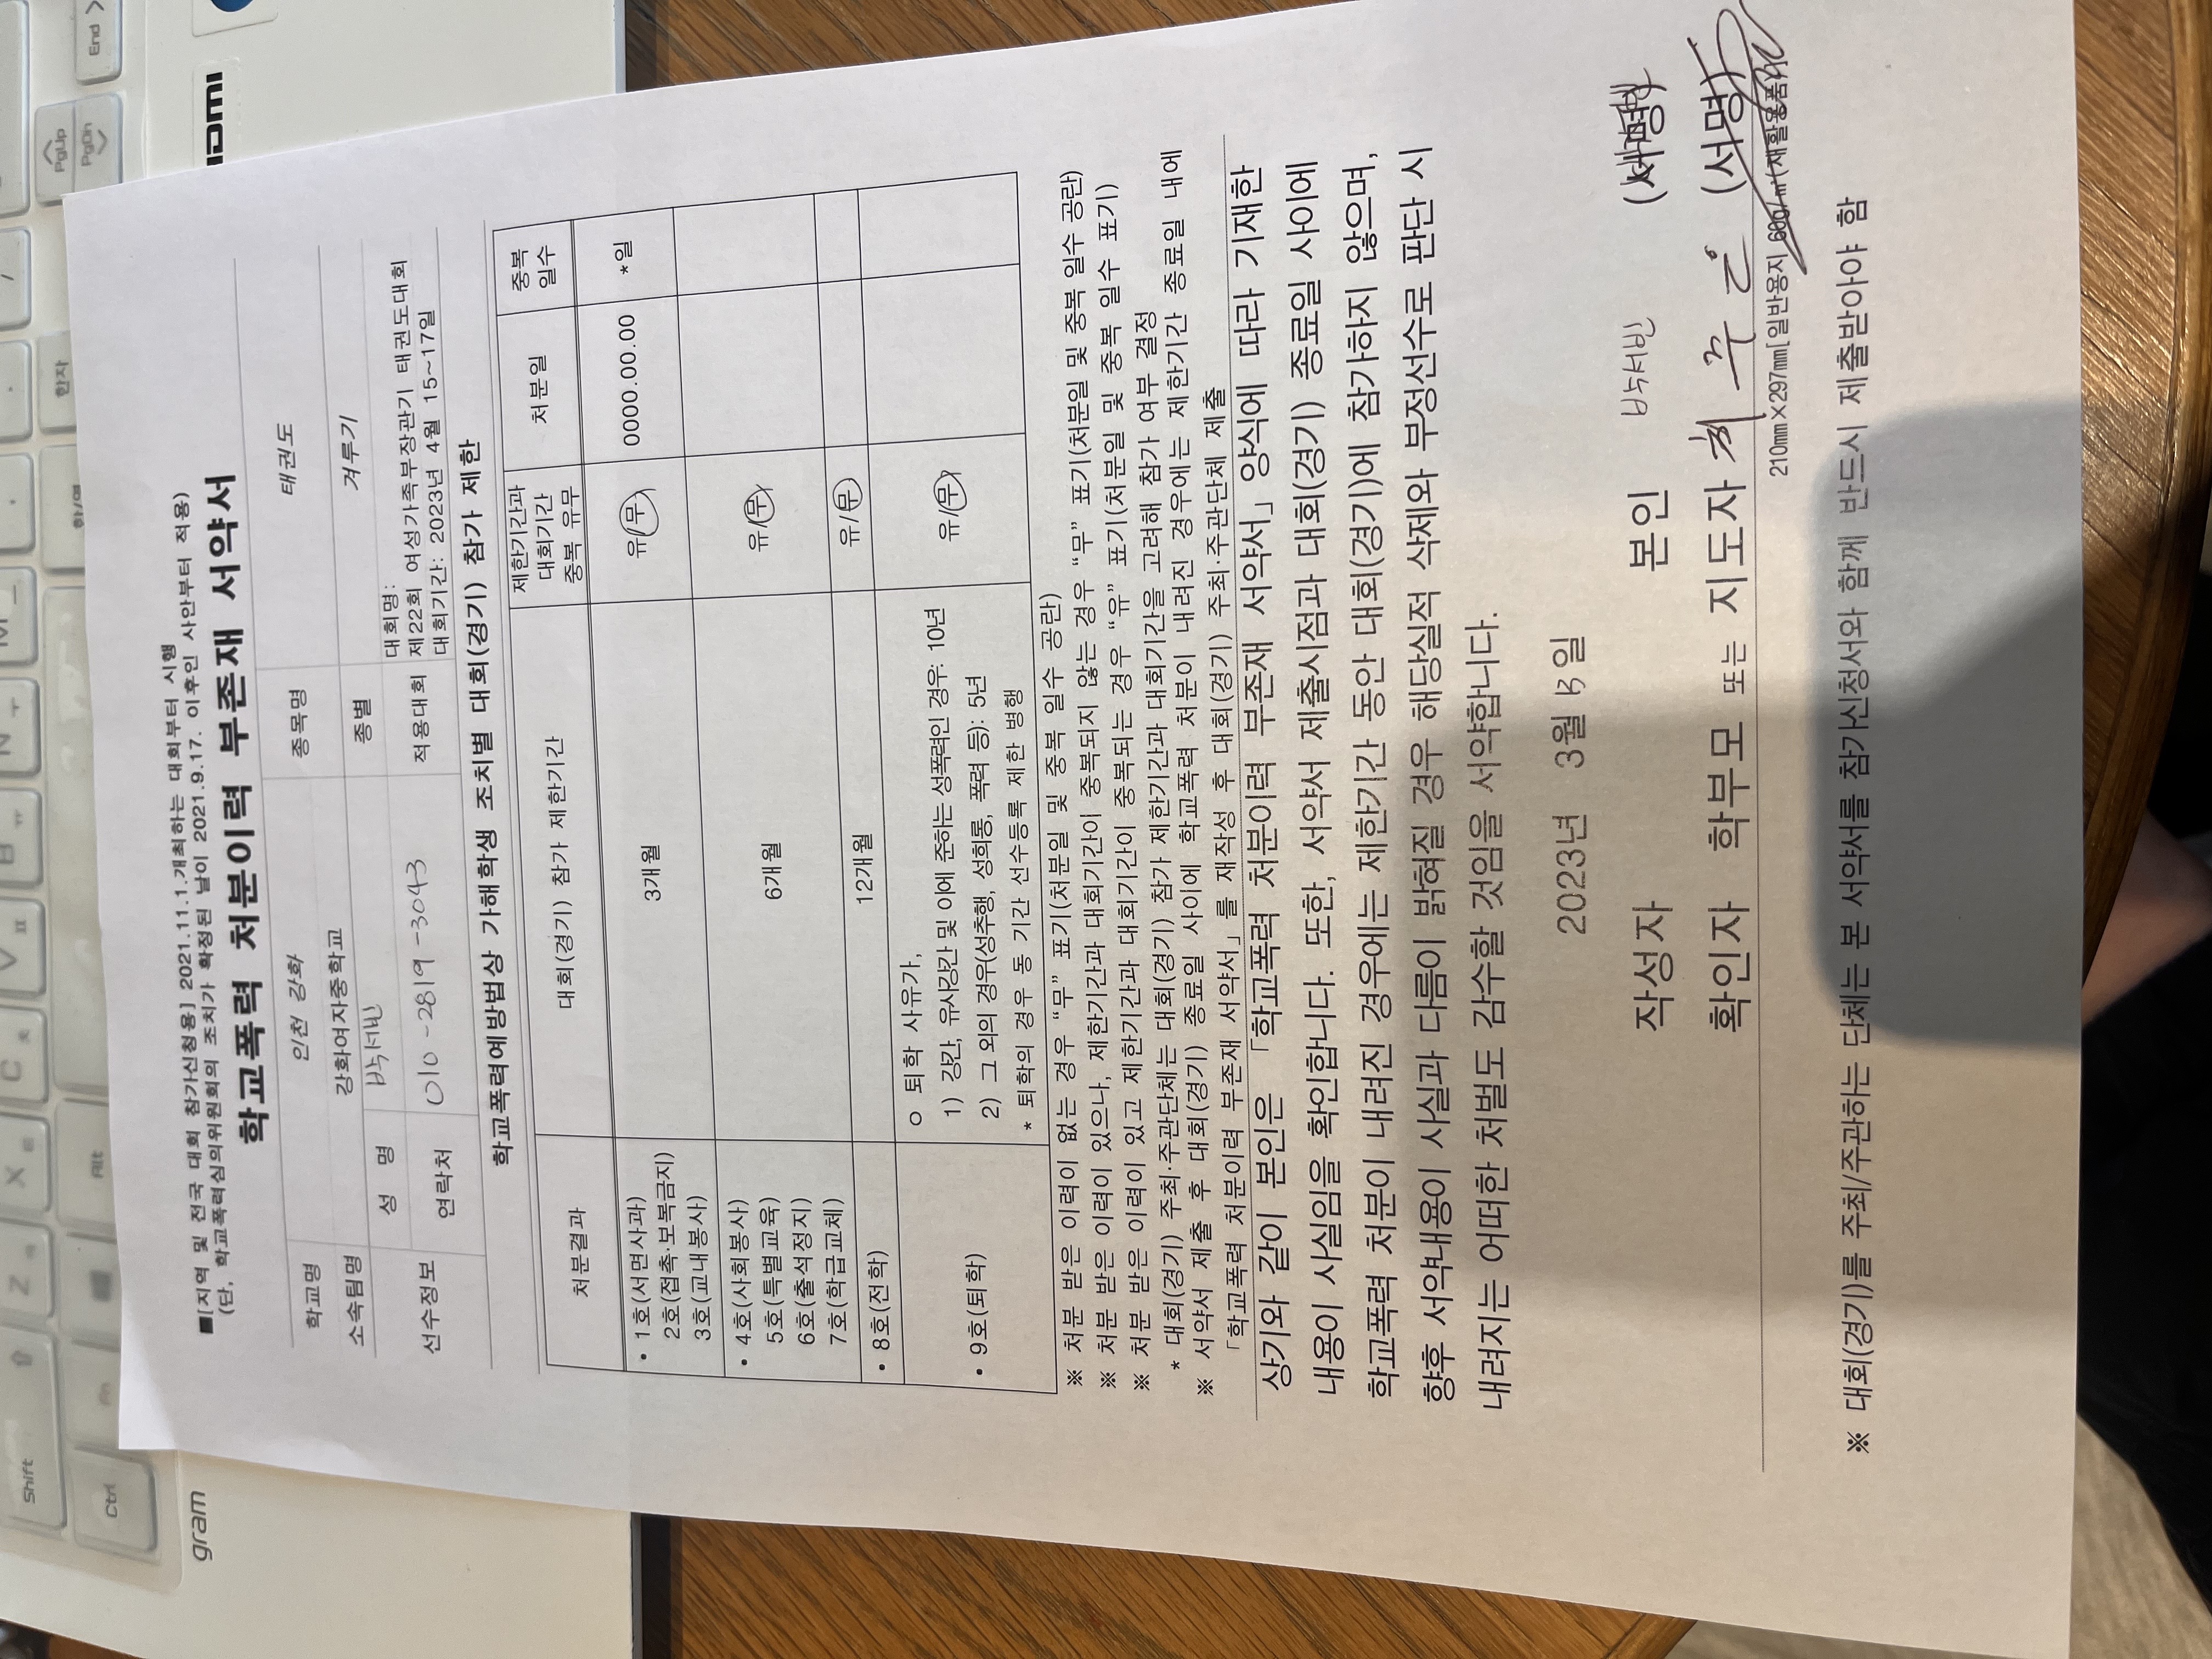 ■[지역 및 전국 대회 참가신청용] 2021.11.1.개최하는 대회부터 시행
(단, 학교폭력심의위원회의 조치가 확정된 날이 2021.9.17. 이후인 사안부터 적용)
학교폭력 처분이력 부존재 서약서
학교명 인천 강화 종목명 태권도
소속팀명 강화여자중학교 종별 겨루기
선수정보 성 명 박서빈 적용대회 대회명:
제22회 여성가족부장관기 태권도대회
연락처 010-2819-3043 대회기간: 2023년 4월 15~17일
학교폭력예방법상 가해학생 조치별 대회(경기) 참가 제한
처분결과 대회(경기) 참가 제한기간 제한기간과 대회기간 중복 유무 처분일 중복 일수
• 1호(서면사과) 3개월 유/무 0000.00.00 *일
2호(접촉·보복금지)
3호(교내봉사)
• 4호(사회봉사) 6개월 유/무
5호(특별교육)
6호(출석정지)
7호(학급교체)
• 8호(전학) 12개월 유/무
• 9호(퇴학) ㅇ 퇴학 사유가, 유/무
1) 강간, 유사강간 및 이에 준하는 성폭력인 경우: 10년
2) 그 외의 경우(성추행, 성희롱, 폭력 등): 5년
* 퇴학의 경우 동 기간 선수등록 제한 병행
※ 처분 받은 이력이 없는 경우 “무” 표기(처분일 및 중복 일수 공란)
※ 처분 받은 이력이 있으나, 제한기간과 대회기간이 중복되지 않는 경우 “무” 표기(처분일 및 중복 일수 공란)
※ 처분 받은 이력이 있고 제한기간과 대회기간이 중복되는 경우 “유” 표기(처분일 및 중복 일수 표기)
* 대회(경기) 주최·주관단체는 대회(경기) 참가 제한기간과 대회기간을 고려해 참가 여부 결정
※ 서약서 제출 후 대회(경기) 종료일 사이에 학교폭력 처분이 내려진 경우에는 제한기간 종료일 내에
「학교폭력 처분이력 부존재 서약서」를 재작성 후 대회(경기) 주최·주관단체 제출
상기와 같이 본인은 「학교폭력 처분이력 부존재 서약서」양식에 따라 기재한
내용이 사실임을 확인합니다. 또한, 서약서 제출시점과 대회(경기) 종료일 사이에
학교폭력 처분이 내려진 경우에는 제한기간 동안 대회(경기)에 참가하지 않으며,
향후 서약내용이 사실과 다름이 밝혀질 경우 해당실적 삭제와 부정선수로 판단 시
내려지는 어떠한 처벌도 감수할 것임을 서약합니다.
2023년 3월 13일
작성자 본인 박서빈 (서명)
확인자 학부모 또는 지도자 (서명)
210㎜×297㎜[일반용지 60g/㎡(재활용품)]
※ 대회(경기)를 주최/주관하는 단체는 본 서약서를 참가신청서와 함께 반드시 제출받아야 함
gram
Shift
Ctrl
Fn
Alt
Z
X
C
V
N
PgUp
PgDn
End
한자
한/영